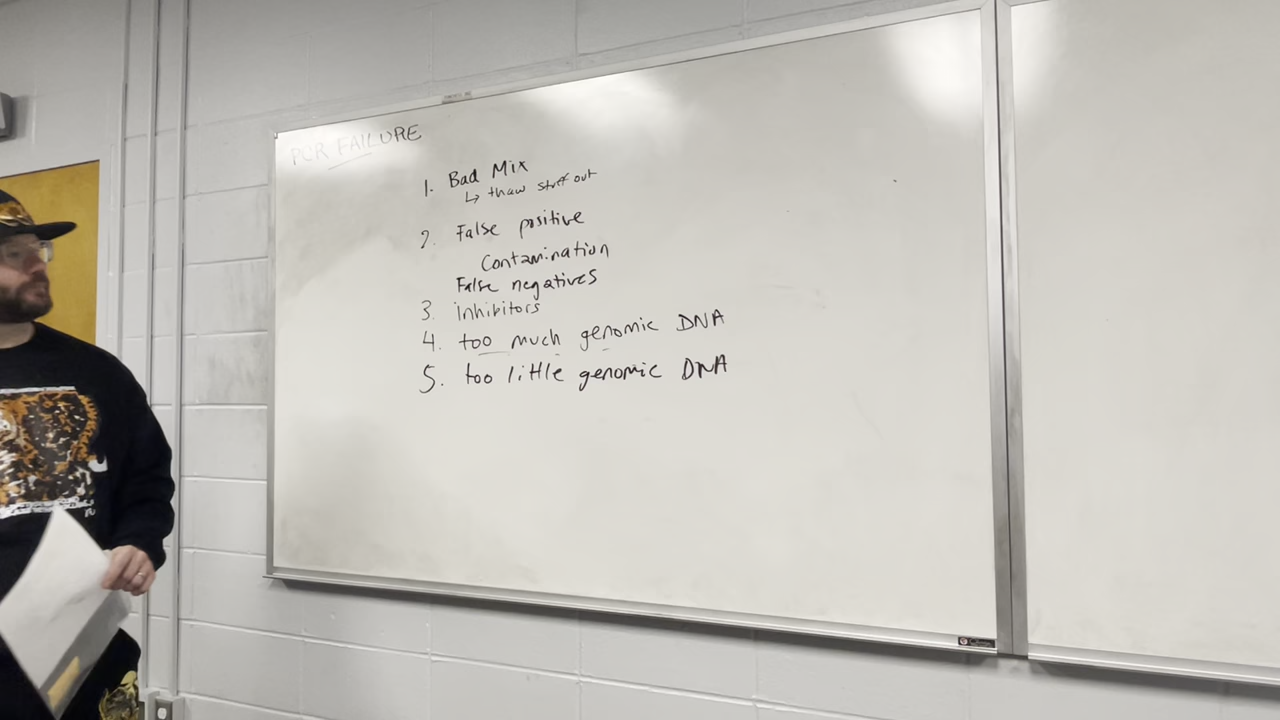 PCR FAILURE
1. Bad Mix
↳ thaw stuff out
2. False positive
Contamination
False negatives
3. inhibitors
4. too much genomic DNA
5. too little genomic DNA